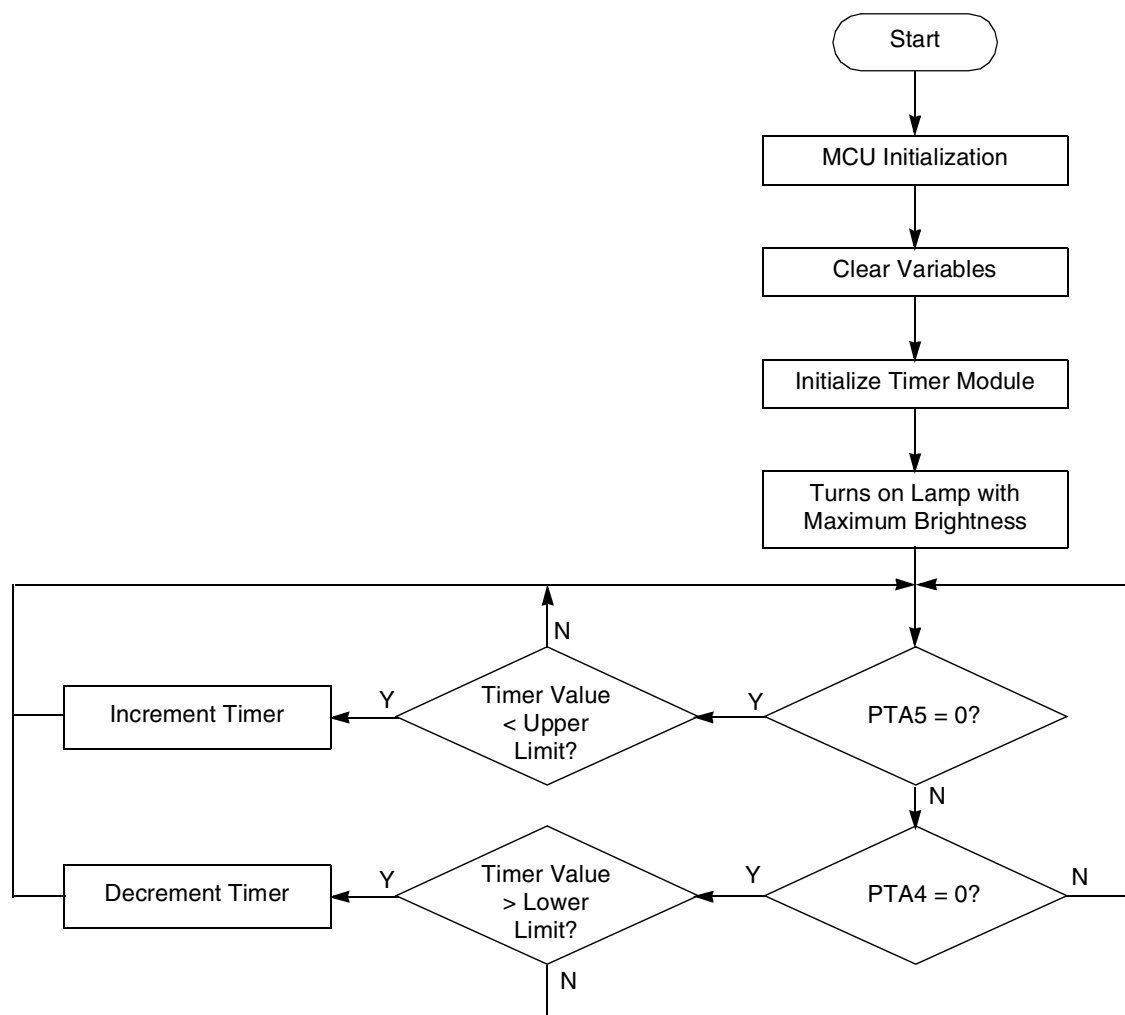 Start
MCU Initialization
Clear Variables
Initialize Timer Module
Turns on Lamp with
Maximum Brightness
N
Increment Timer
Y
Timer Value
< Upper
Limit?
Y
PTA5 = 0?
N
Decrement Timer
Y
Timer Value
> Lower
Limit?
Y
PTA4 = 0?
N
N